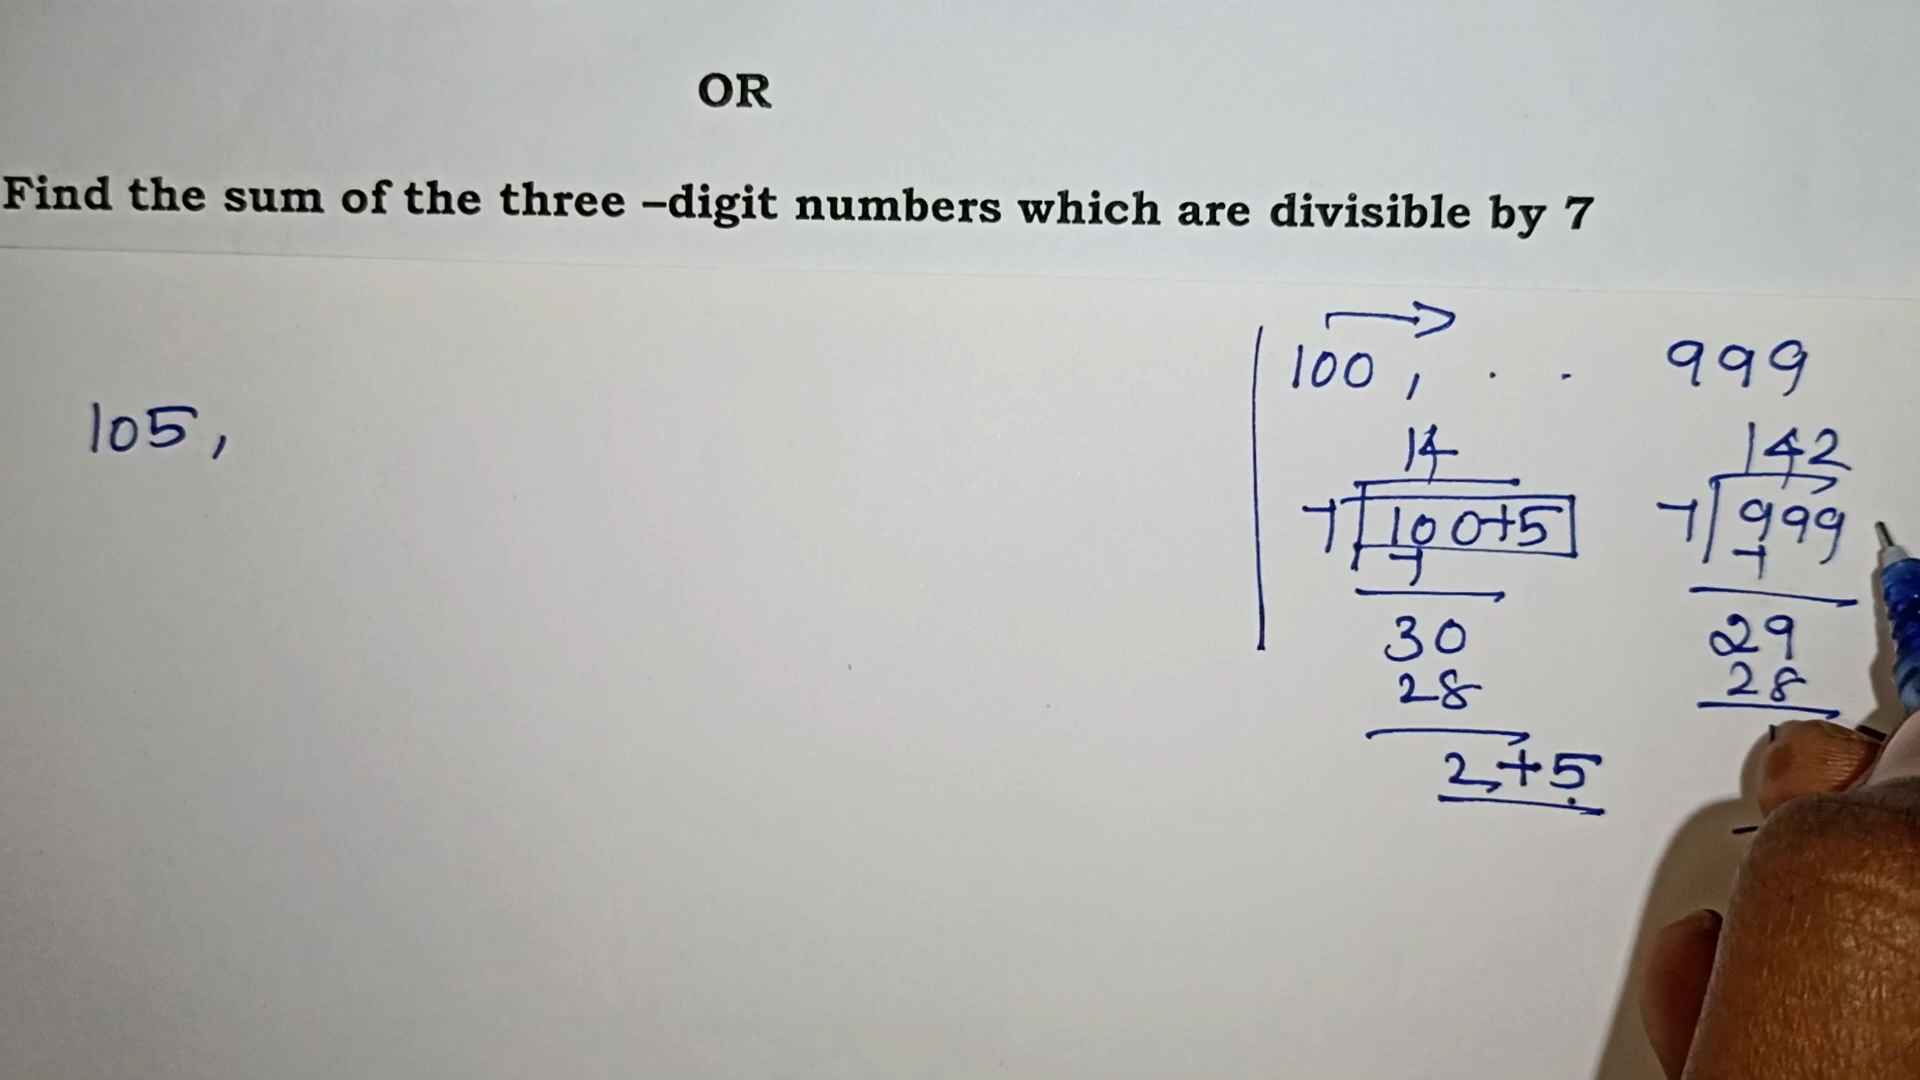 OR
Find the sum of the three –digit numbers which are divisible by 7
100, . . 999
105,
14 142
7 100+5 7 999
7 7
30 29
28 28
2+5